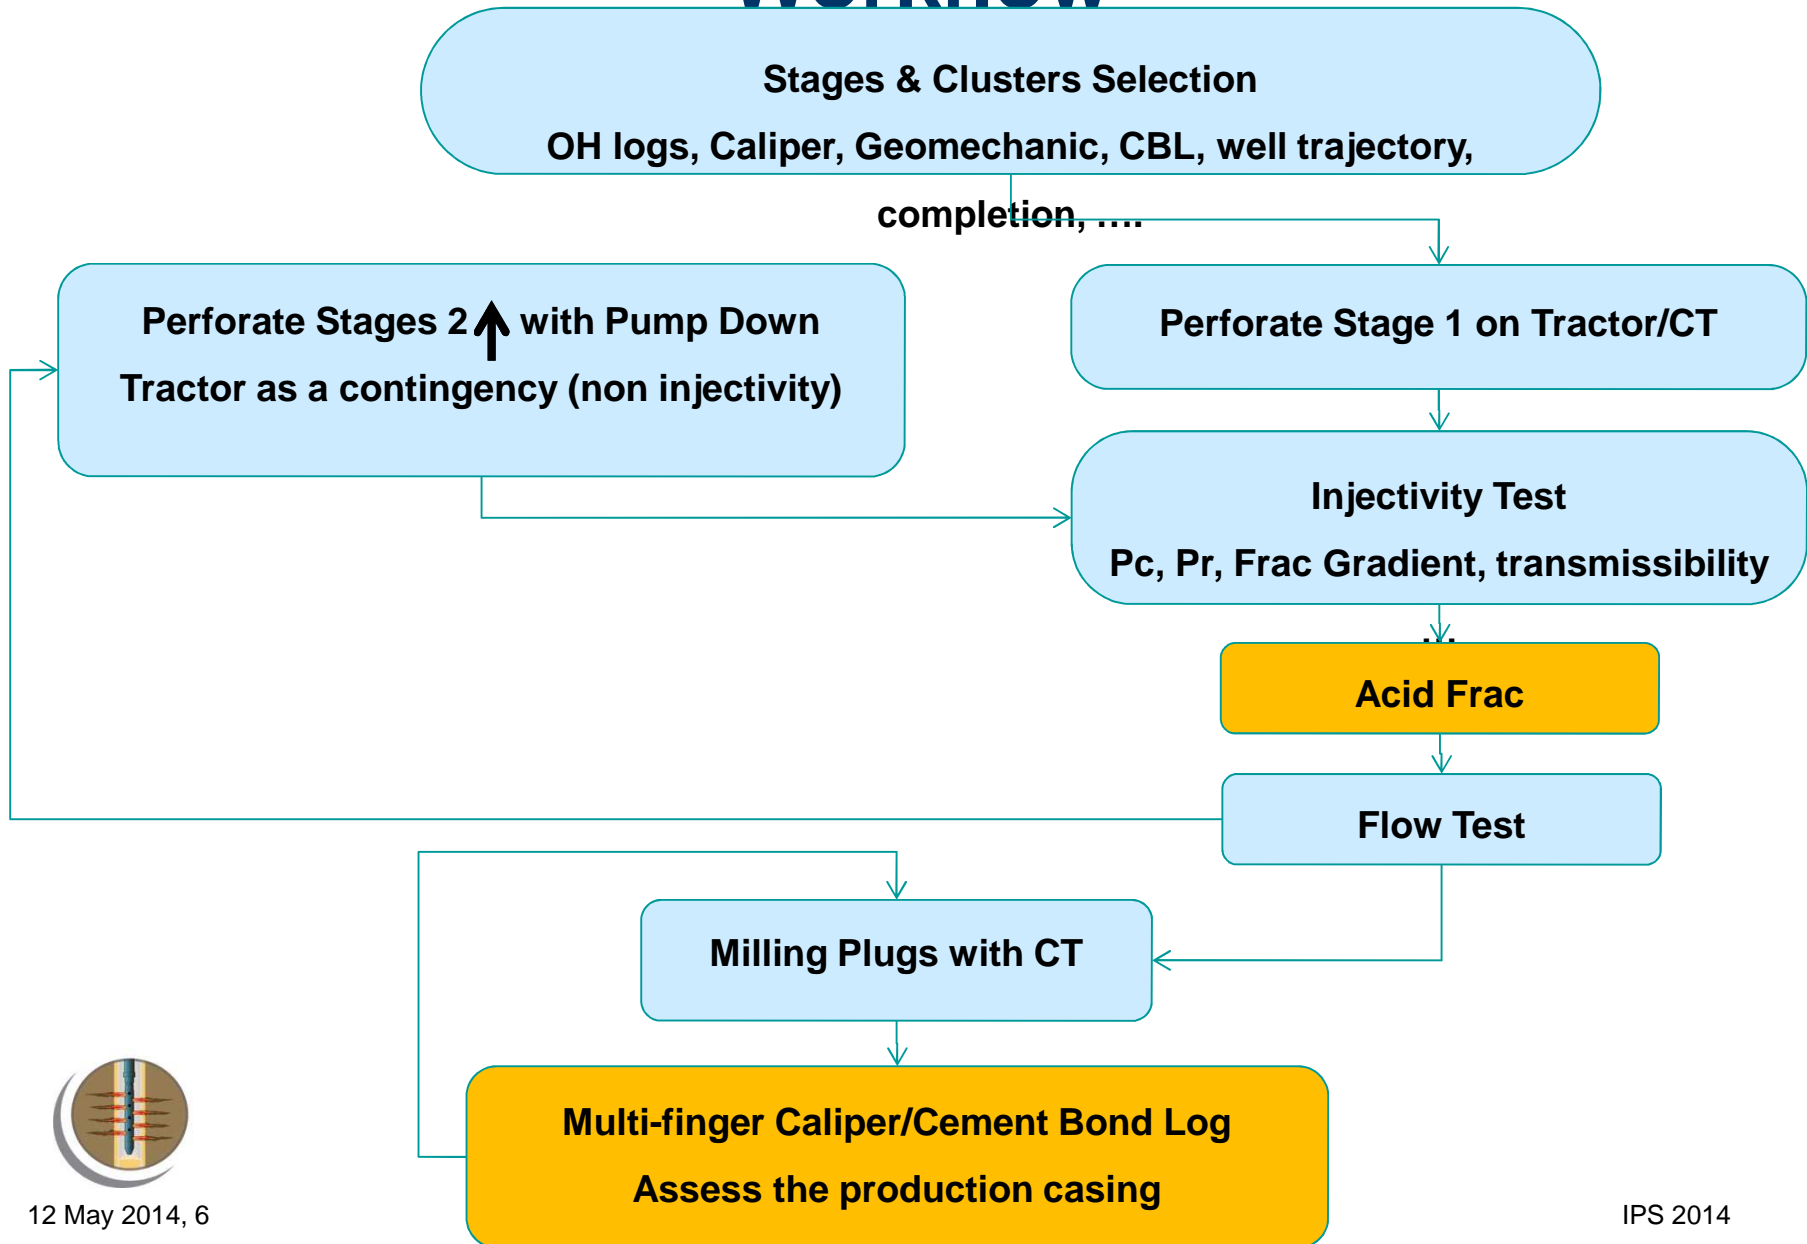 Workflow
Stages & Clusters Selection
OH logs, Caliper, Geomechanic, CBL, well trajectory,
completion, ….
Perforate Stages 2 with Pump Down
Tractor as a contingency (non injectivity)
Perforate Stage 1 on Tractor/CT
Injectivity Test
Pc, Pr, Frac Gradient, transmissibility
…
Acid Frac
Flow Test
Milling Plugs with CT
Multi-finger Caliper/Cement Bond Log
Assess the production casing
12 May 2014, 6
IPS 2014